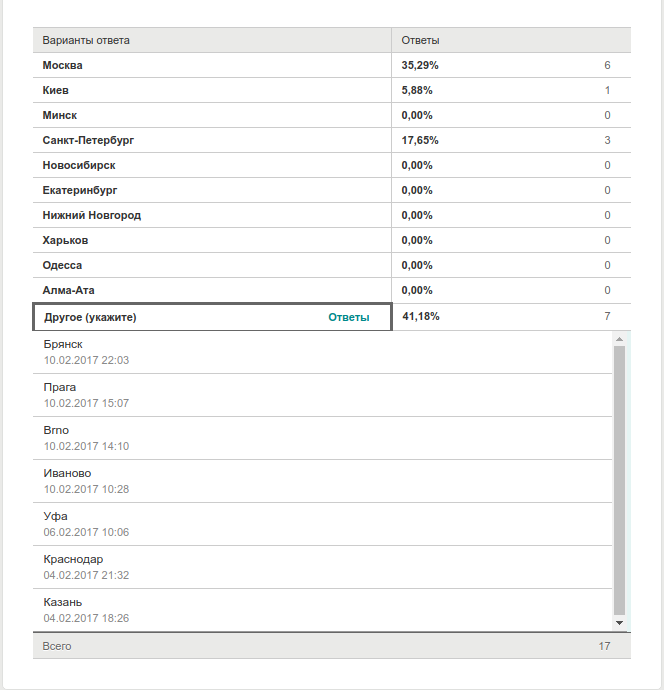 Варианты ответа Ответы
Москва 35,29% 6
Киев 5,88% 1
Минск 0,00% 0
Санкт-Петербург 17,65% 3
Новосибирск 0,00% 0
Екатеринбург 0,00% 0
Нижний Новгород 0,00% 0
Харьков 0,00% 0
Одесса 0,00% 0
Алма-Ата 0,00% 0
Другое (укажите) Ответы 41,18% 7
Брянск
10.02.2017 22:03
Прага
10.02.2017 15:07
Brno
10.02.2017 14:10
Иваново
10.02.2017 10:28
Уфа
06.02.2017 10:06
Краснодар
04.02.2017 21:32
Казань
04.02.2017 18:26
Всего 17